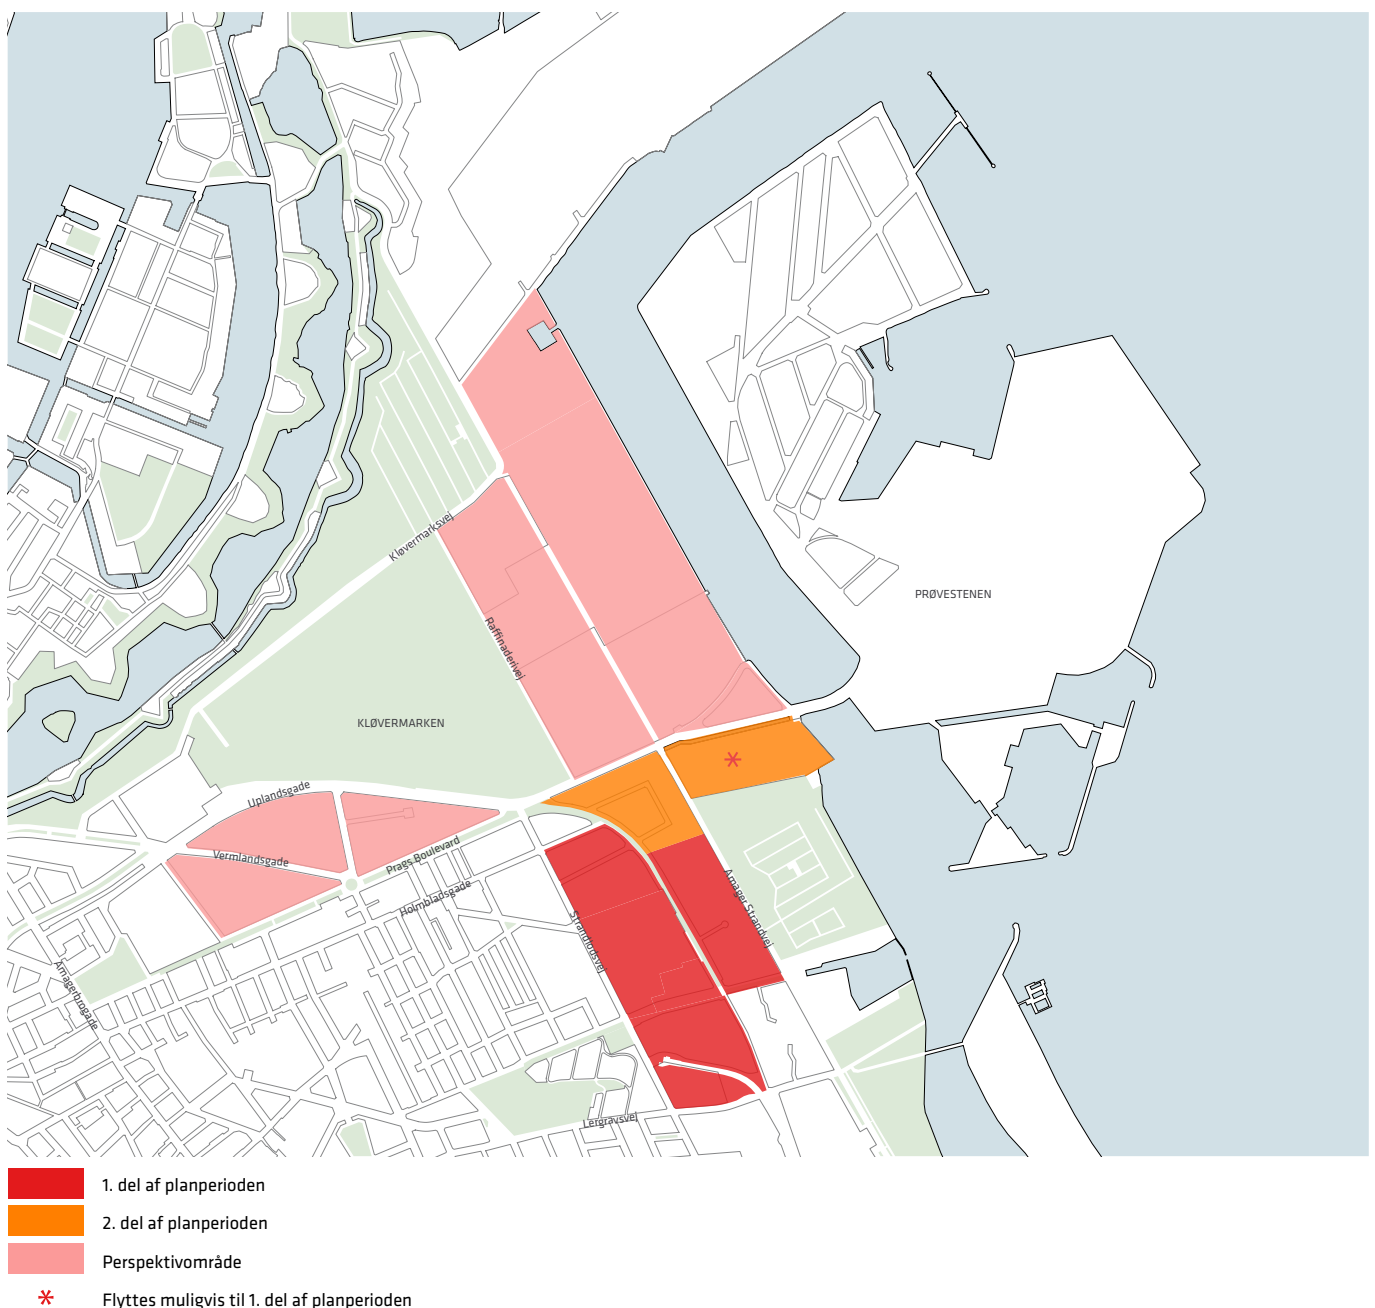 PRØVESTENEN
Kløvermarksvej
Raffinaderivej
KLØVERMARKEN
Uplandsgade
Vermlandsgade
Prags Boulevard
Holmbladsgade
Amager Strandvej
Strandlodsvej
Amagerbrogade
Lergravsvej
1. del af planperioden
2. del af planperioden
Perspektivområde
* Flyttes muligvis til 1. del af planperioden